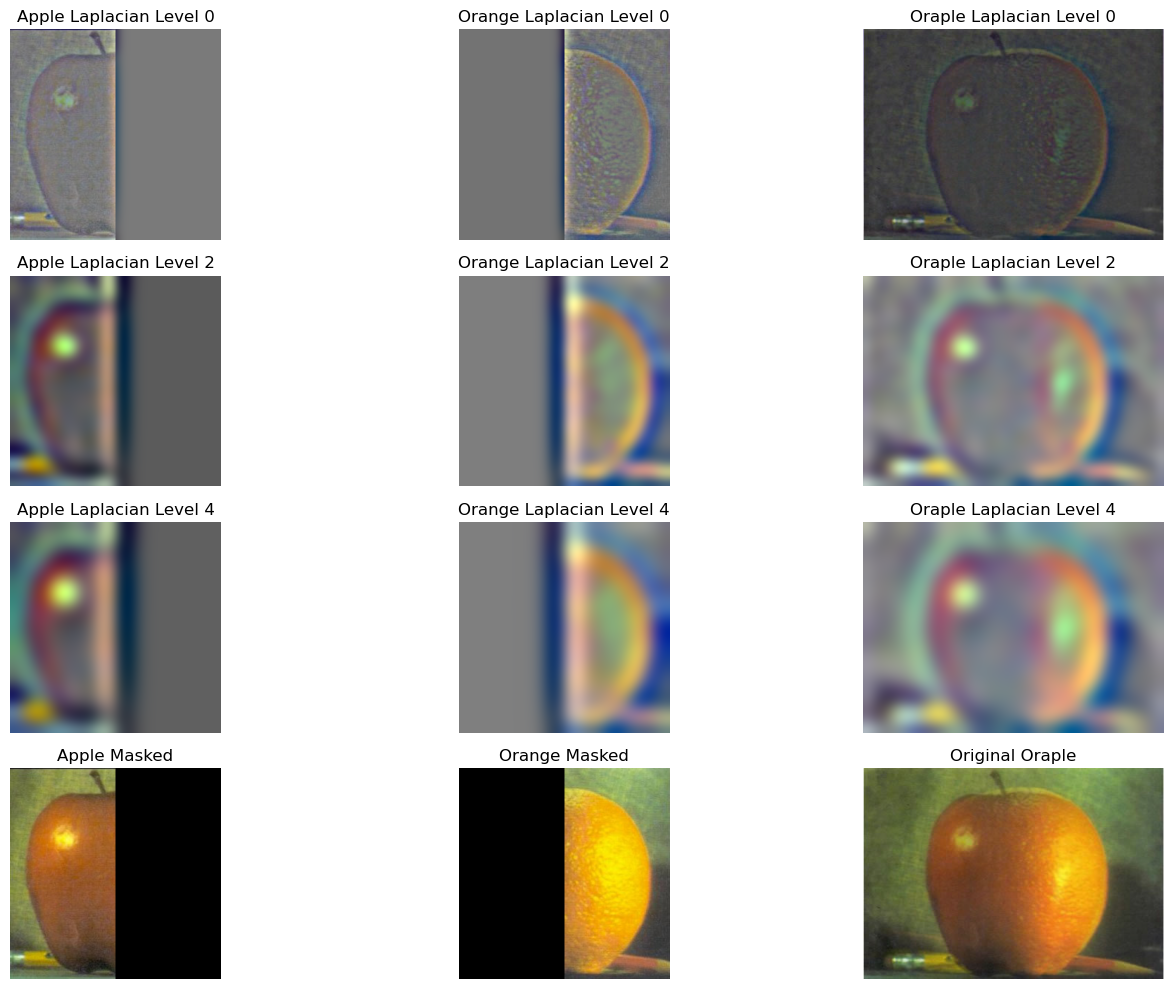 Apple Laplacian Level 0
Orange Laplacian Level 0
Oraple Laplacian Level 0
Apple Laplacian Level 2
Orange Laplacian Level 2
Oraple Laplacian Level 2
Apple Laplacian Level 4
Orange Laplacian Level 4
Oraple Laplacian Level 4
Apple Masked
Orange Masked
Original Oraple